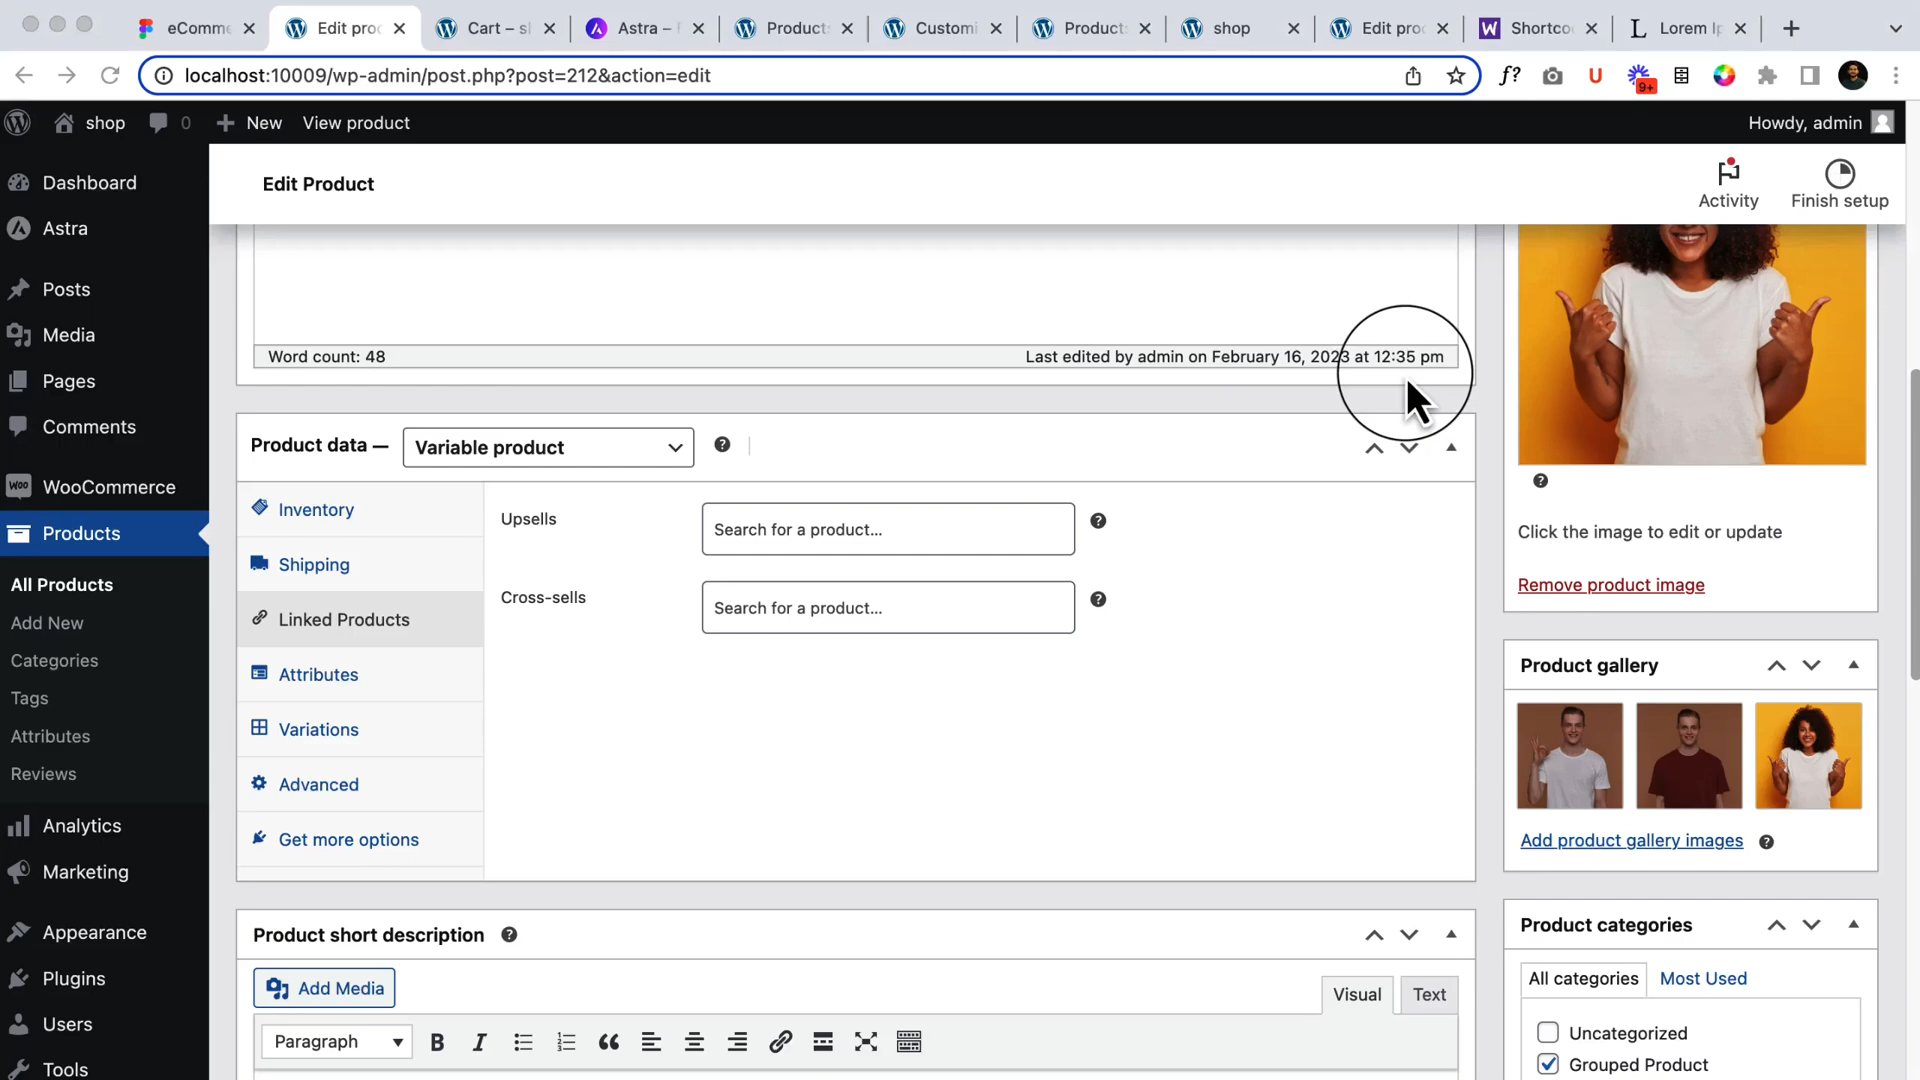 eComme
Edit pro
Cart – s
Astra –
Product
Customi
Product
shop
Edit pro
Shortco
Lorem Ip
localhost:10009/wp-admin/post.php?post=212&action=edit
f?
U
9+
shop
0
New
View product
Howdy, admin
Edit Product
Activity
Finish setup
Dashboard
Astra
Posts
Media
Pages
Comments
WooCommerce
Products
All Products
Add New
Categories
Tags
Attributes
Reviews
Analytics
Marketing
Appearance
Plugins
Users
Tools
Word count: 48
Last edited by admin on February 16, 2023 at 12:35 pm
Product data —
Variable product
Inventory
Shipping
Linked Products
Attributes
Variations
Advanced
Get more options
Upsells
Search for a product...
Cross-sells
Search for a product...
Product short description
Add Media
Visual
Text
Paragraph
B
I
Click the image to edit or update
Remove product image
Product gallery
Add product gallery images
Product categories
All categories
Most Used
Uncategorized
Grouped Product